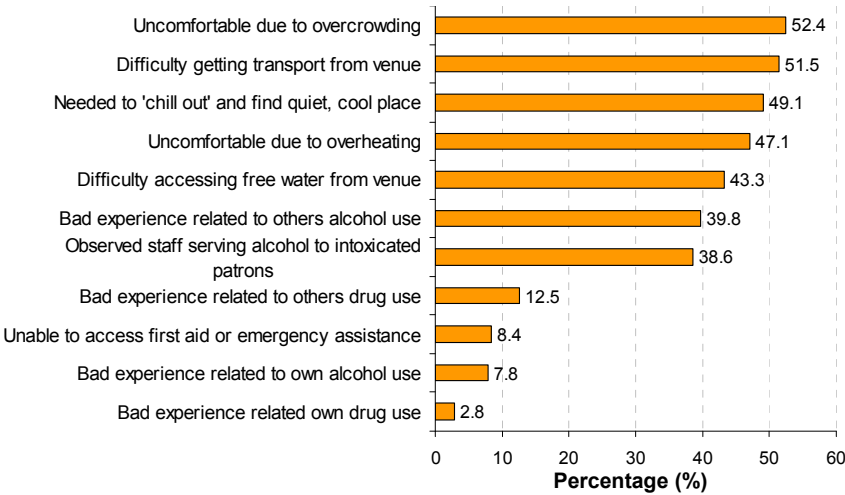 Uncomfortable due to overcrowding 52.4
Difficulty getting transport from venue 51.5
Needed to 'chill out' and find quiet, cool place 49.1
Uncomfortable due to overheating 47.1
Difficulty accessing free water from venue 43.3
Bad experience related to others alcohol use 39.8
Observed staff serving alcohol to intoxicated
patrons 38.6
Bad experience related to others drug use 12.5
Unable to access first aid or emergency assistance 8.4
Bad experience related to own alcohol use 7.8
Bad experience related own drug use 2.8
0 10 20 30 40 50 60
Percentage (%)